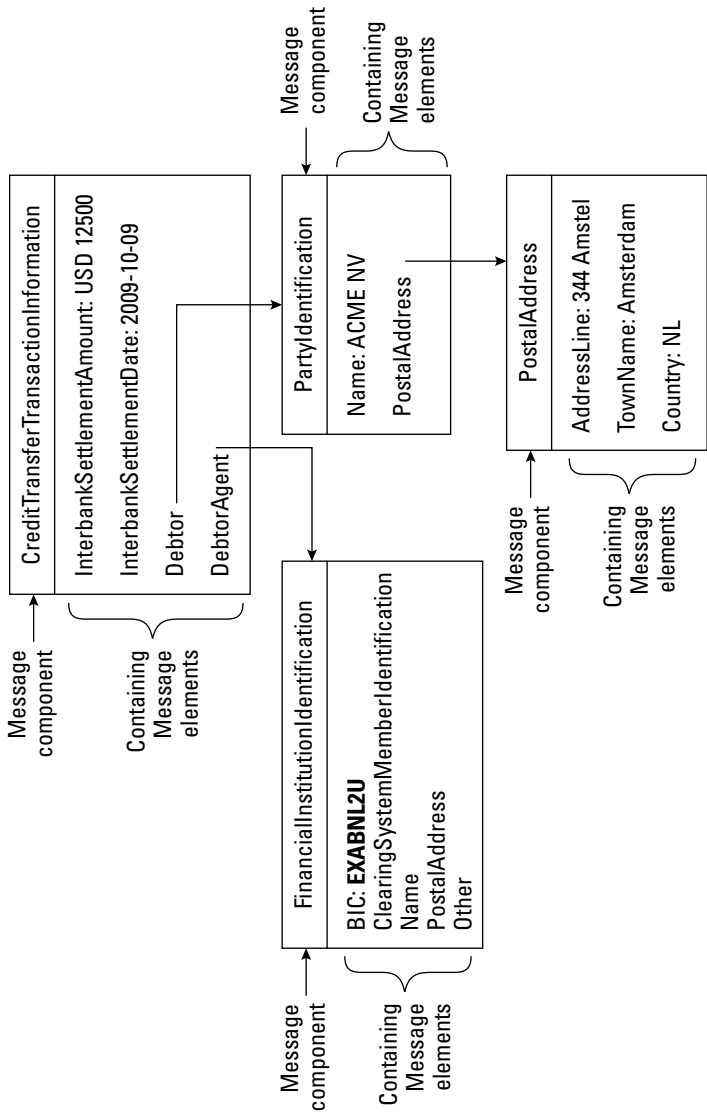 Message
component
CreditTransferTransactionInformation
InterbankSettlementAmount: USD 12500
InterbankSettlementDate: 2009-10-09
Debtor
DebtorAgent
Containing
Message
elements
Message
component
FinancialInstitutionIdentification
BIC: EXABNL2U
ClearingSystemMemberIdentification
Name
PostalAddress
Other
Containing
Message
elements
PartyIdentification
Name: ACME NV
PostalAddress
Message
component
Containing
Message
elements
Message
component
PostalAddress
AddressLine: 344 Amstel
TownName: Amsterdam
Country: NL
Containing
Message
elements